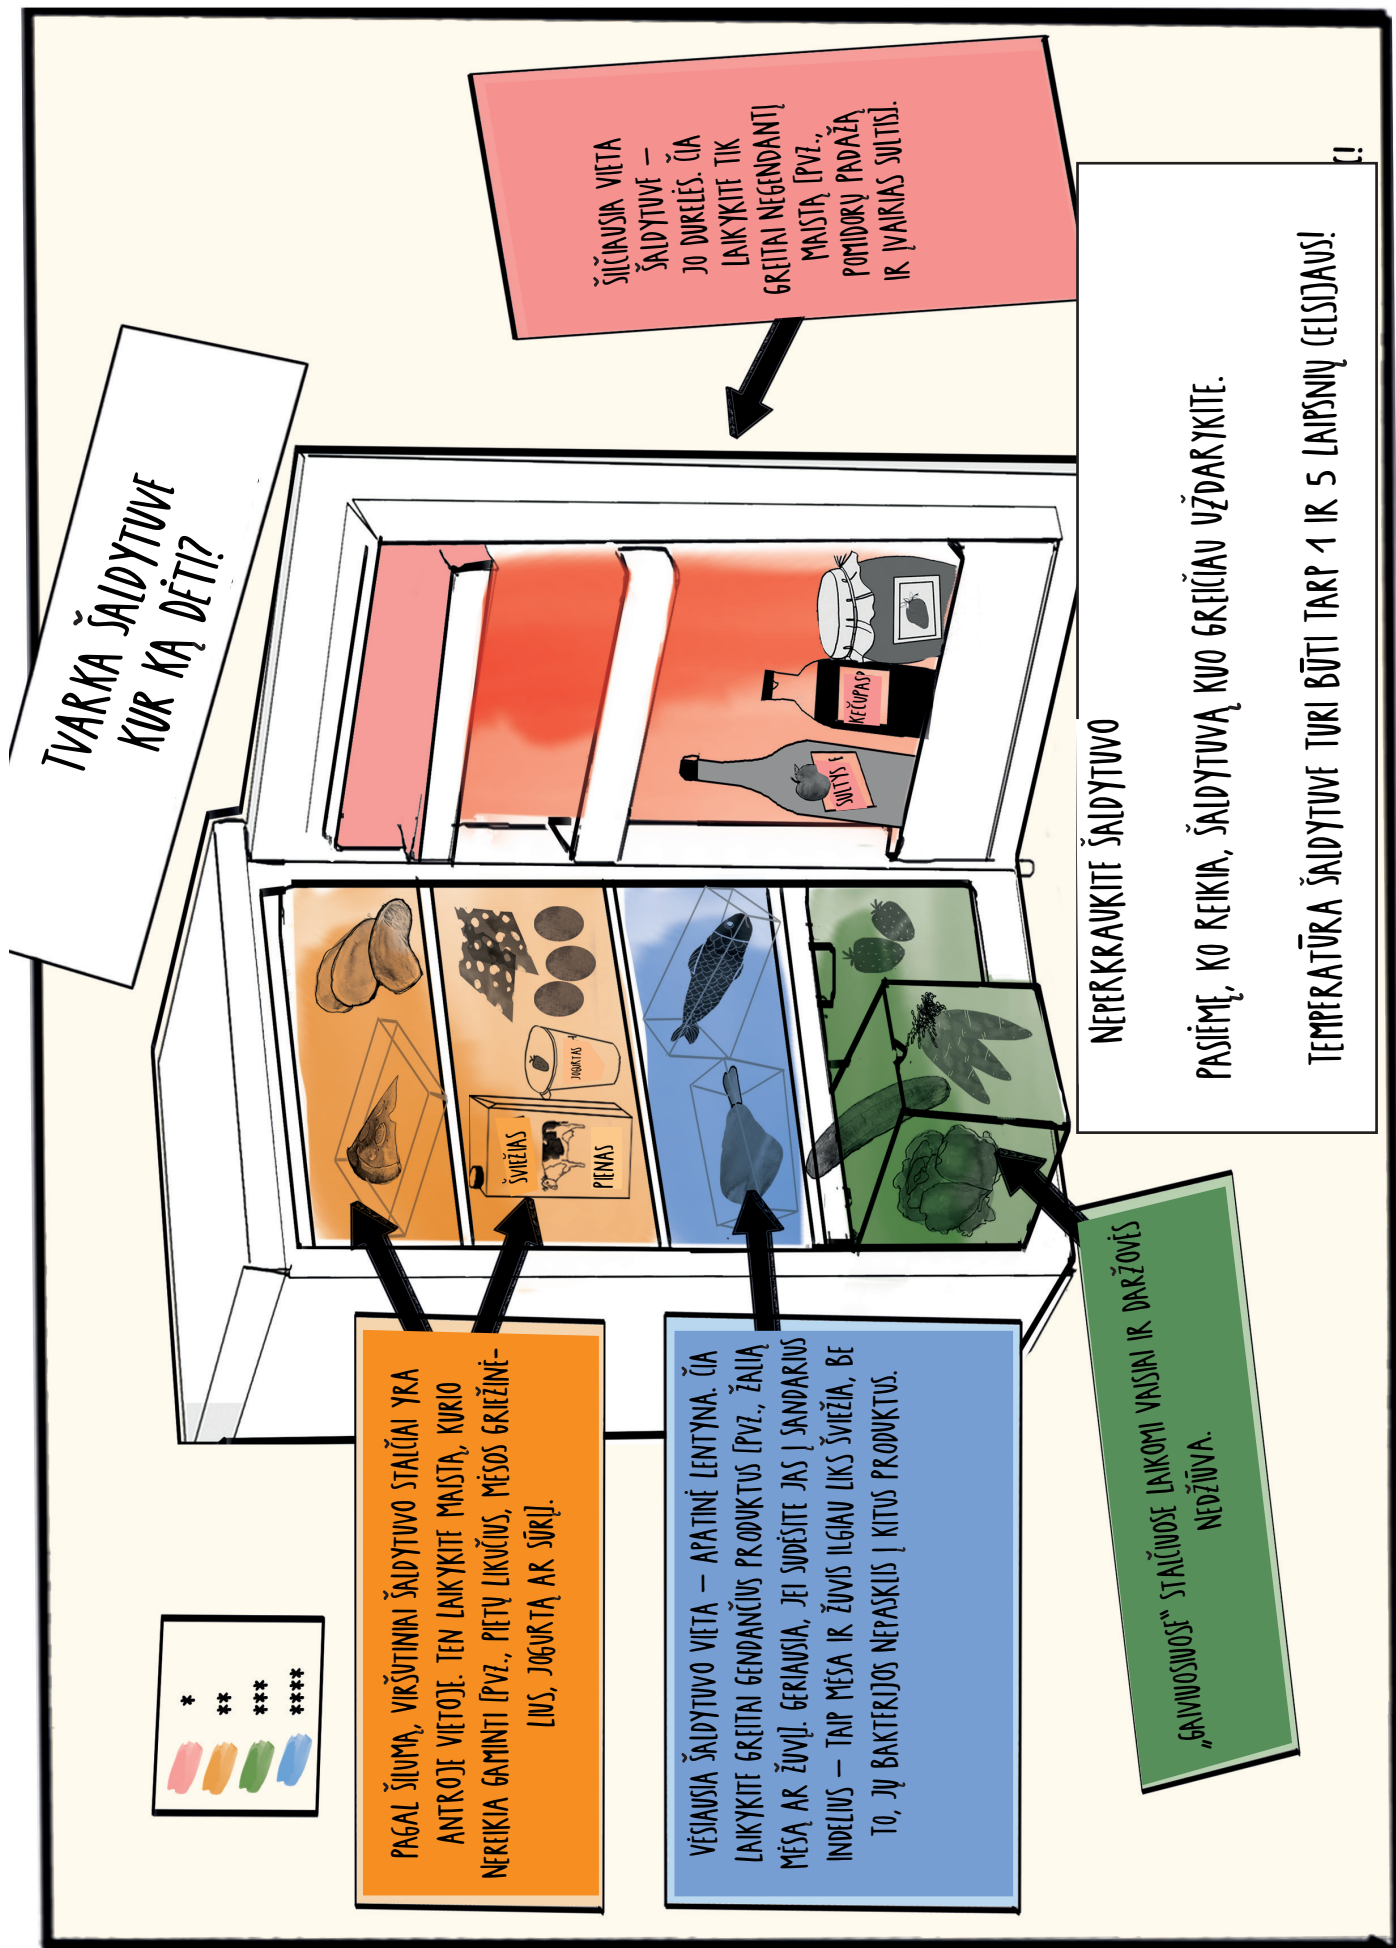 TVARKA ŠALDYTUVE
KUR KĄ DĖTI?
*
**
***
****
PAGAL ŠILUMĄ, VIRŠUTINIAI ŠALDYTUVO STALČIAI YRA
ANTROJE VIETOJE. TEN LAIKYKITE MAISTĄ, KURIO
NEREIKIA GAMINTI [PVZ., PIETŲ LIKUČIUS, MĖSOS GRIEŽINĖ-
LIUS, JOGURTĄ AR SŪRĮ].
VĖSIAUSIA ŠALDYTUVO VIETA – APATINĖ LENTYNA. ČIA
LAIKYKITE GREITAI GENDANČIUS PRODUKTUS [PVZ., ŽALIĄ
MĖSĄ AR ŽUVĮ]. GERIAUSIA, JEI SUDĖSITE JAS Į SANDARIUS
INDELIUS – TAIP MĖSA IR ŽUVIS ILGIAU LIKS ŠVIEŽIA, BE
TO, JŲ BAKTERIJOS NEPASKLIS Į KITUS PRODUKTUS.
„GAIVIUOSIUOSE“ STALČIUOSE LAIKOMI VAISIAI IR DARŽOVĖS
NEDŽIŪVA.
ŠVIEŽIAS
PIENAS
JOGURTAS
SULTYS
KEČUPAS
ŠILČIAUSIA VIETA
ŠALDYTUVE –
JO DURELĖS. ČIA
LAIKYKITE TIK
GREITAI NEGENDANTĮ
MAISTĄ [PVZ.,
POMIDORŲ PADAŽĄ
IR ĮVAIRIAS SULTIS].
NEPERKRAUKITE ŠALDYTUVO
PASIĖMĘ, KO REIKIA, ŠALDYTUVĄ KUO GREIČIAU UŽDARYKITE.
TEMPERATŪRA ŠALDYTUVE TURI BŪTI TARP 1 IR 5 LAIPSNIŲ CELSIJAUS!